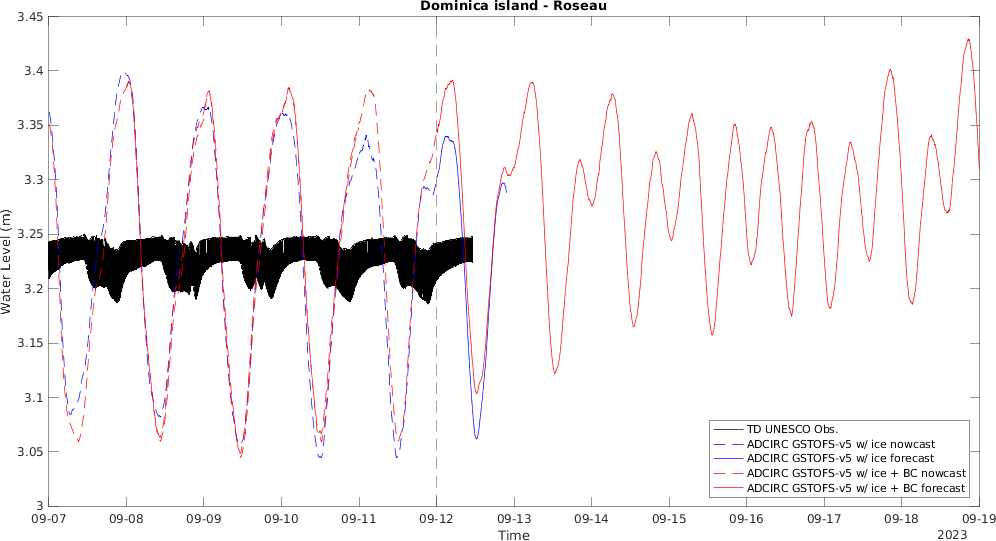 Dominica island - Roseau
3.45
3.4
3.35
3.3
3.25
3.2
3.15
3.1
3.05
3
Water Level (m)
TD UNESCO Obs.
ADCIRC GSTOFS-v5 w/ ice nowcast
ADCIRC GSTOFS-v5 w/ ice forecast
ADCIRC GSTOFS-v5 w/ ice + BC nowcast
ADCIRC GSTOFS-v5 w/ ice + BC forecast
09-07 09-08 09-09 09-10 09-11 09-12 09-13 09-14 09-15 09-16 09-17 09-18 09-19
Time
2023